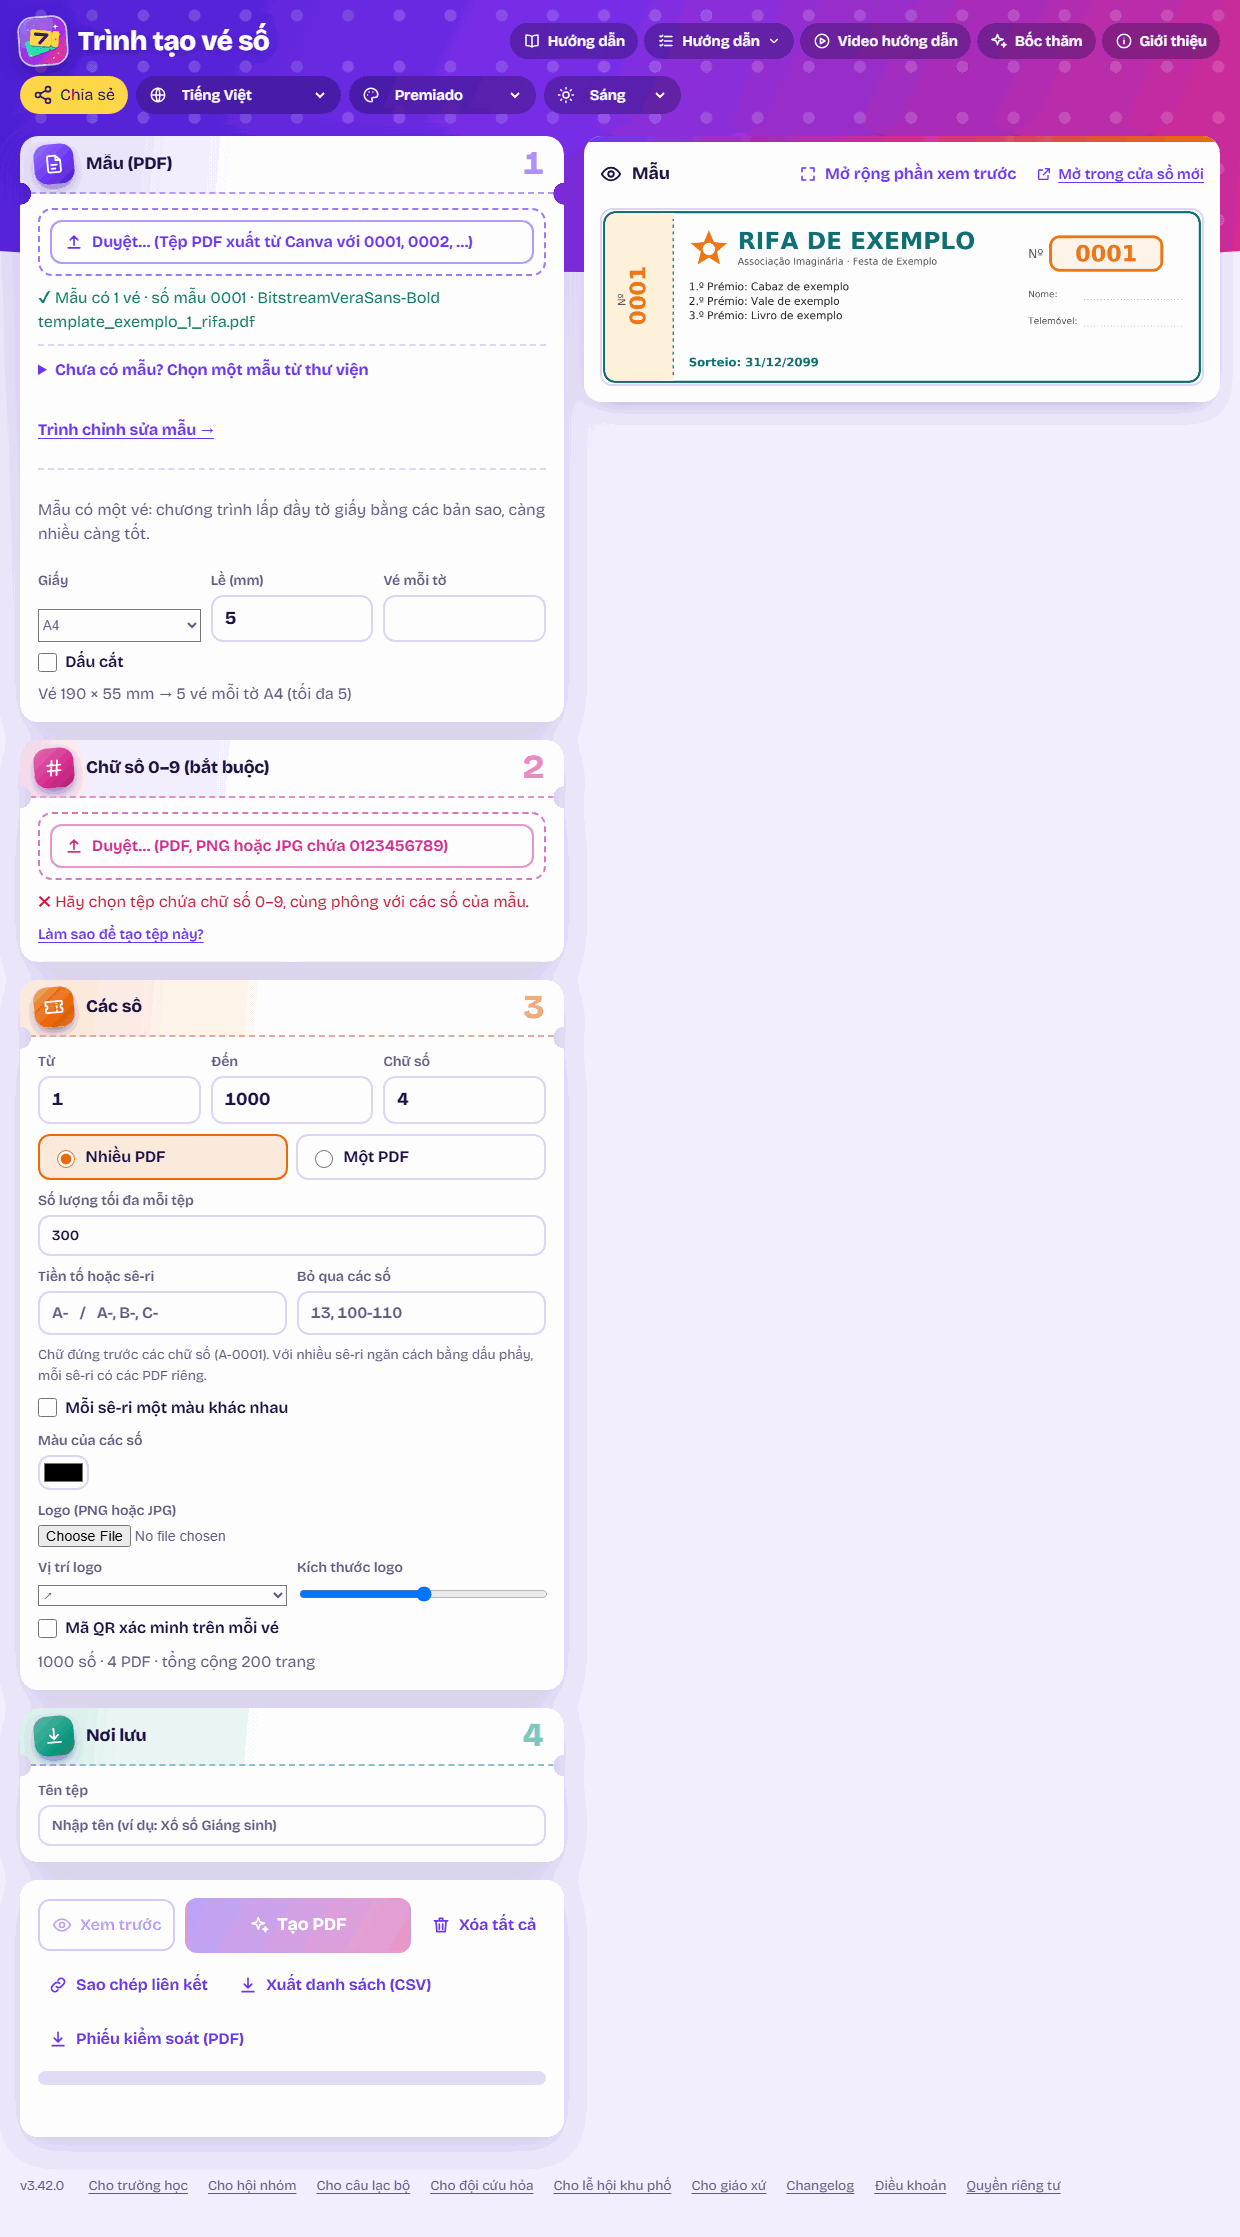 Trình tạo vé số
Hướng dẫn
Hướng dẫn
Video hướng dẫn
Bốc thăm
Giới thiệu
Chia sẻ
Tiếng Việt
Premiado
Sáng
Mẫu (PDF)
1
Duyệt... (Tệp PDF xuất từ Canva với 0001, 0002, ...)
✓ Mẫu có 1 vé · số mẫu 0001 · BitstreamVeraSans-Bold
template_exemplo_1_rifa.pdf
Chưa có mẫu? Chọn một mẫu từ thư viện
Trình chỉnh sửa mẫu →
Mẫu có một vé: chương trình lấp đầy tờ giấy bằng các bản sao, càng
nhiều càng tốt.
Giấy
Lề (mm)
Vé mỗi tờ
A4
5
Dấu cắt
Vé 190 × 55 mm → 5 vé mỗi tờ A4 (tối đa 5)
Chữ số 0–9 (bắt buộc)
2
Duyệt... (PDF, PNG hoặc JPG chứa 0123456789)
✕ Hãy chọn tệp chứa chữ số 0–9, cùng phông với các số của mẫu.
Làm sao để tạo tệp này?
Các số
3
Từ
Đến
Chữ số
1
1000
4
Nhiều PDF
Một PDF
Số lượng tối đa mỗi tệp
300
Tiền tố hoặc sê-ri
Bỏ qua các số
A- / A-, B-, C-
13, 100-110
Chữ đứng trước các chữ số (A-0001). Với nhiều sê-ri ngăn cách bằng dấu phẩy,
mỗi sê-ri có các PDF riêng.
Mỗi sê-ri một màu khác nhau
Màu của các số
Logo (PNG hoặc JPG)
Choose File No file chosen
Vị trí logo
Kích thước logo
↗
Mã QR xác minh trên mỗi vé
1000 số · 4 PDF · tổng cộng 200 trang
Nơi lưu
4
Tên tệp
Nhập tên (ví dụ: Xổ số Giáng sinh)
Xem trước
Tạo PDF
Xóa tất cả
Sao chép liên kết
Xuất danh sách (CSV)
Phiếu kiểm soát (PDF)
Mẫu
Mở rộng phần xem trước
Mở trong cửa sổ mới
Nº
0001
RIFA DE EXEMPLO
Associação Imaginária · Festa de Exemplo
1.º Prémio: Cabaz de exemplo
2.º Prémio: Vale de exemplo
3.º Prémio: Livro de exemplo
Sorteio: 31/12/2099
Nº
0001
Nome:
Telemóvel:
v3.42.0
Cho trường học
Cho hội nhóm
Cho câu lạc bộ
Cho đội cứu hỏa
Cho lễ hội khu phố
Cho giáo xứ
Changelog
Điều khoản
Quyền riêng tư